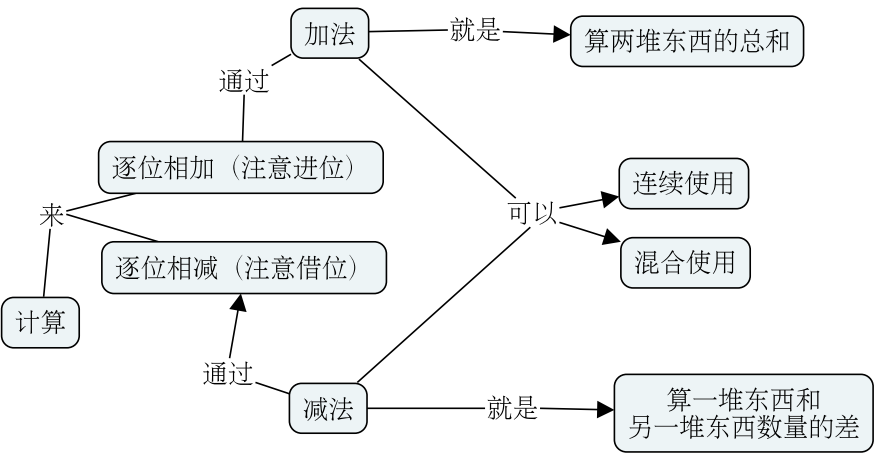 加法
就是
算两堆东西的总和
通过
逐位相加（注意进位）
连续使用
来
可以
逐位相减（注意借位）
混合使用
计算
通过
减法
就是
算一堆东西和
另一堆东西数量的差